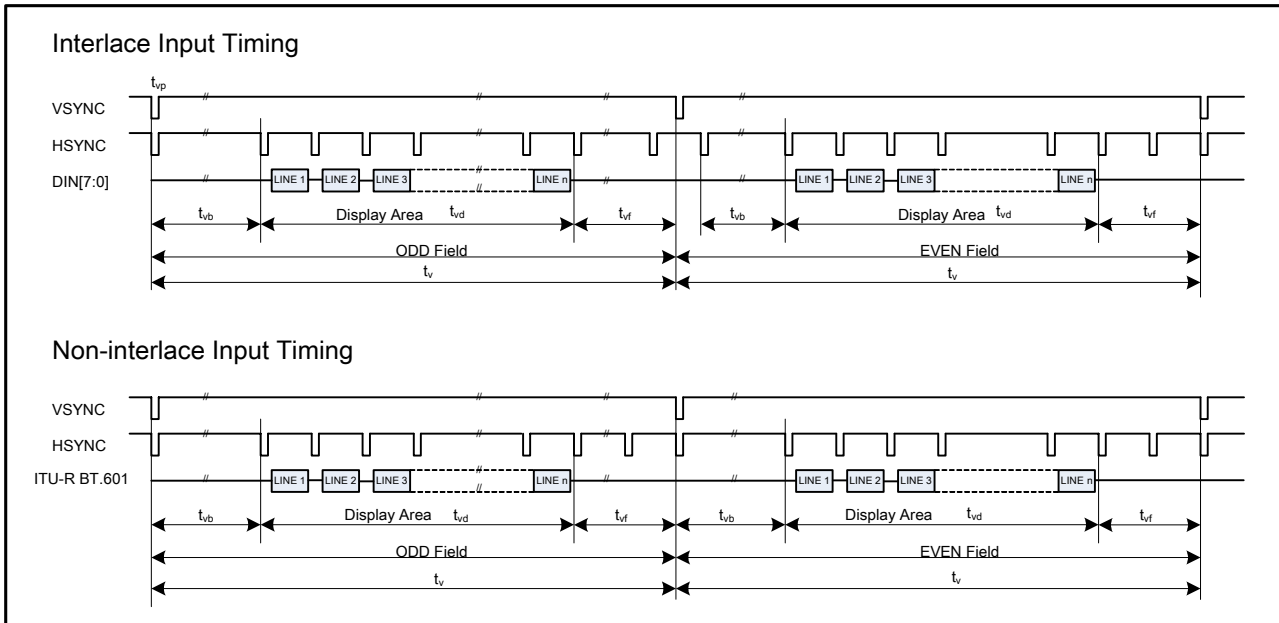 Interlace Input Timing
tvp
VSYNC
HSYNC
DIN[7:0]
LINE 1 LINE 2 LINE 3 LINE n LINE 1 LINE 2 LINE 3 LINE n
tvb Display Area tvd tvf tvb Display Area tvd tvf
ODD Field EVEN Field
tv tv
Non-interlace Input Timing
VSYNC
HSYNC
ITU-R BT.601
LINE 1 LINE 2 LINE 3 LINE n LINE 1 LINE 2 LINE 3 LINE n
tvb Display Area tvd tvf tvb Display Area tvd tvf
ODD Field EVEN Field
tv tv